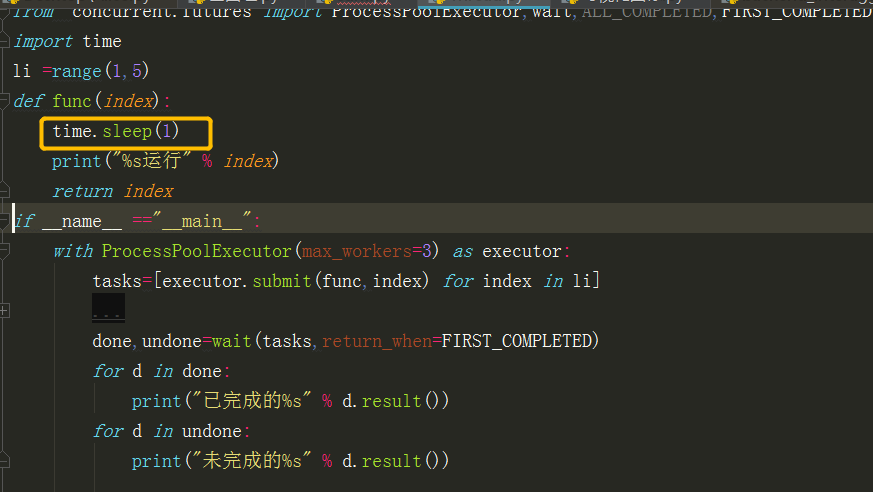 from concurrent.futures import ProcessPoolExecutor,wait,ALL_COMPLETED,FIRST_COMPLETED
import time
li =range(1,5)
def func(index):
    time.sleep(1)
    print("%s运行" % index)
    return index
if __name__ =="__main__":
    with ProcessPoolExecutor(max_workers=3) as executor:
        tasks=[executor.submit(func,index) for index in li]
        ...
        done,undone=wait(tasks,return_when=FIRST_COMPLETED)
        for d in done:
            print("已完成的%s" % d.result())
        for d in undone:
            print("未完成的%s" % d.result())